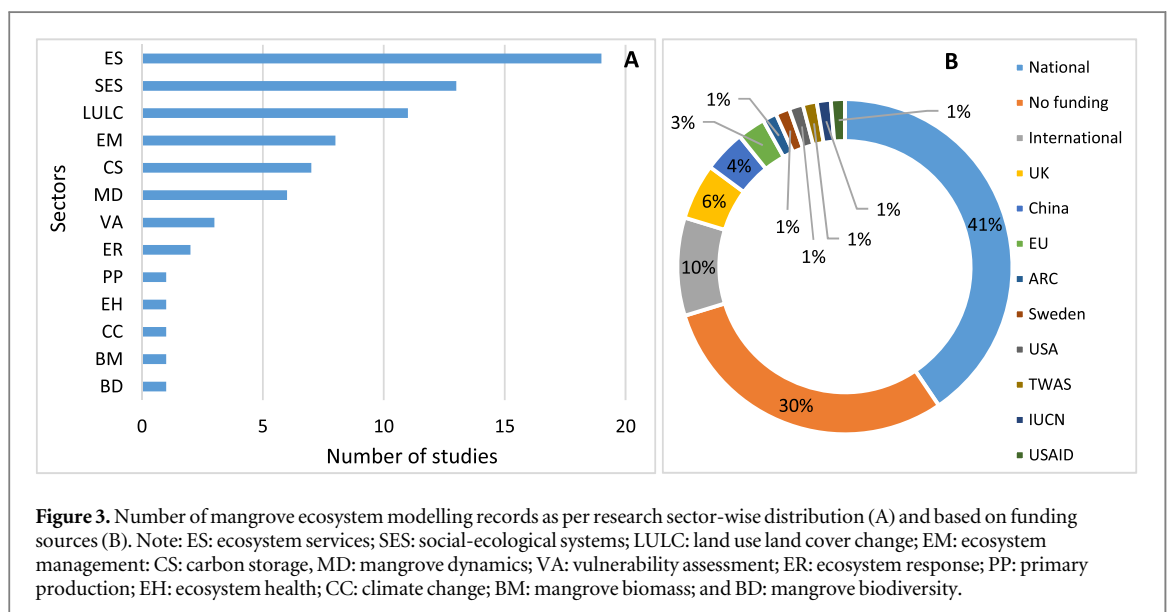 A
ES
SES
LULC
EM
CS
MD
VA
ER
PP
EH
CC
BM
BD
Sectors
0 5 10 15 20
Number of studies
B
41%
30%
10%
6%
4%
3%
1%
1%
1%
1%
1%
1%
National
No funding
International
UK
China
EU
ARC
Sweden
USA
TWAS
IUCN
USAID
Figure 3. Number of mangrove ecosystem modelling records as per research sector-wise distribution (A) and based on funding
sources (B). Note: ES: ecosystem services; SES: social-ecological systems; LULC: land use land cover change; EM: ecosystem
management: CS: carbon storage, MD: mangrove dynamics; VA: vulnerability assessment; ER: ecosystem response; PP: primary
production; EH: ecosystem health; CC: climate change; BM: mangrove biomass; and BD: mangrove biodiversity.